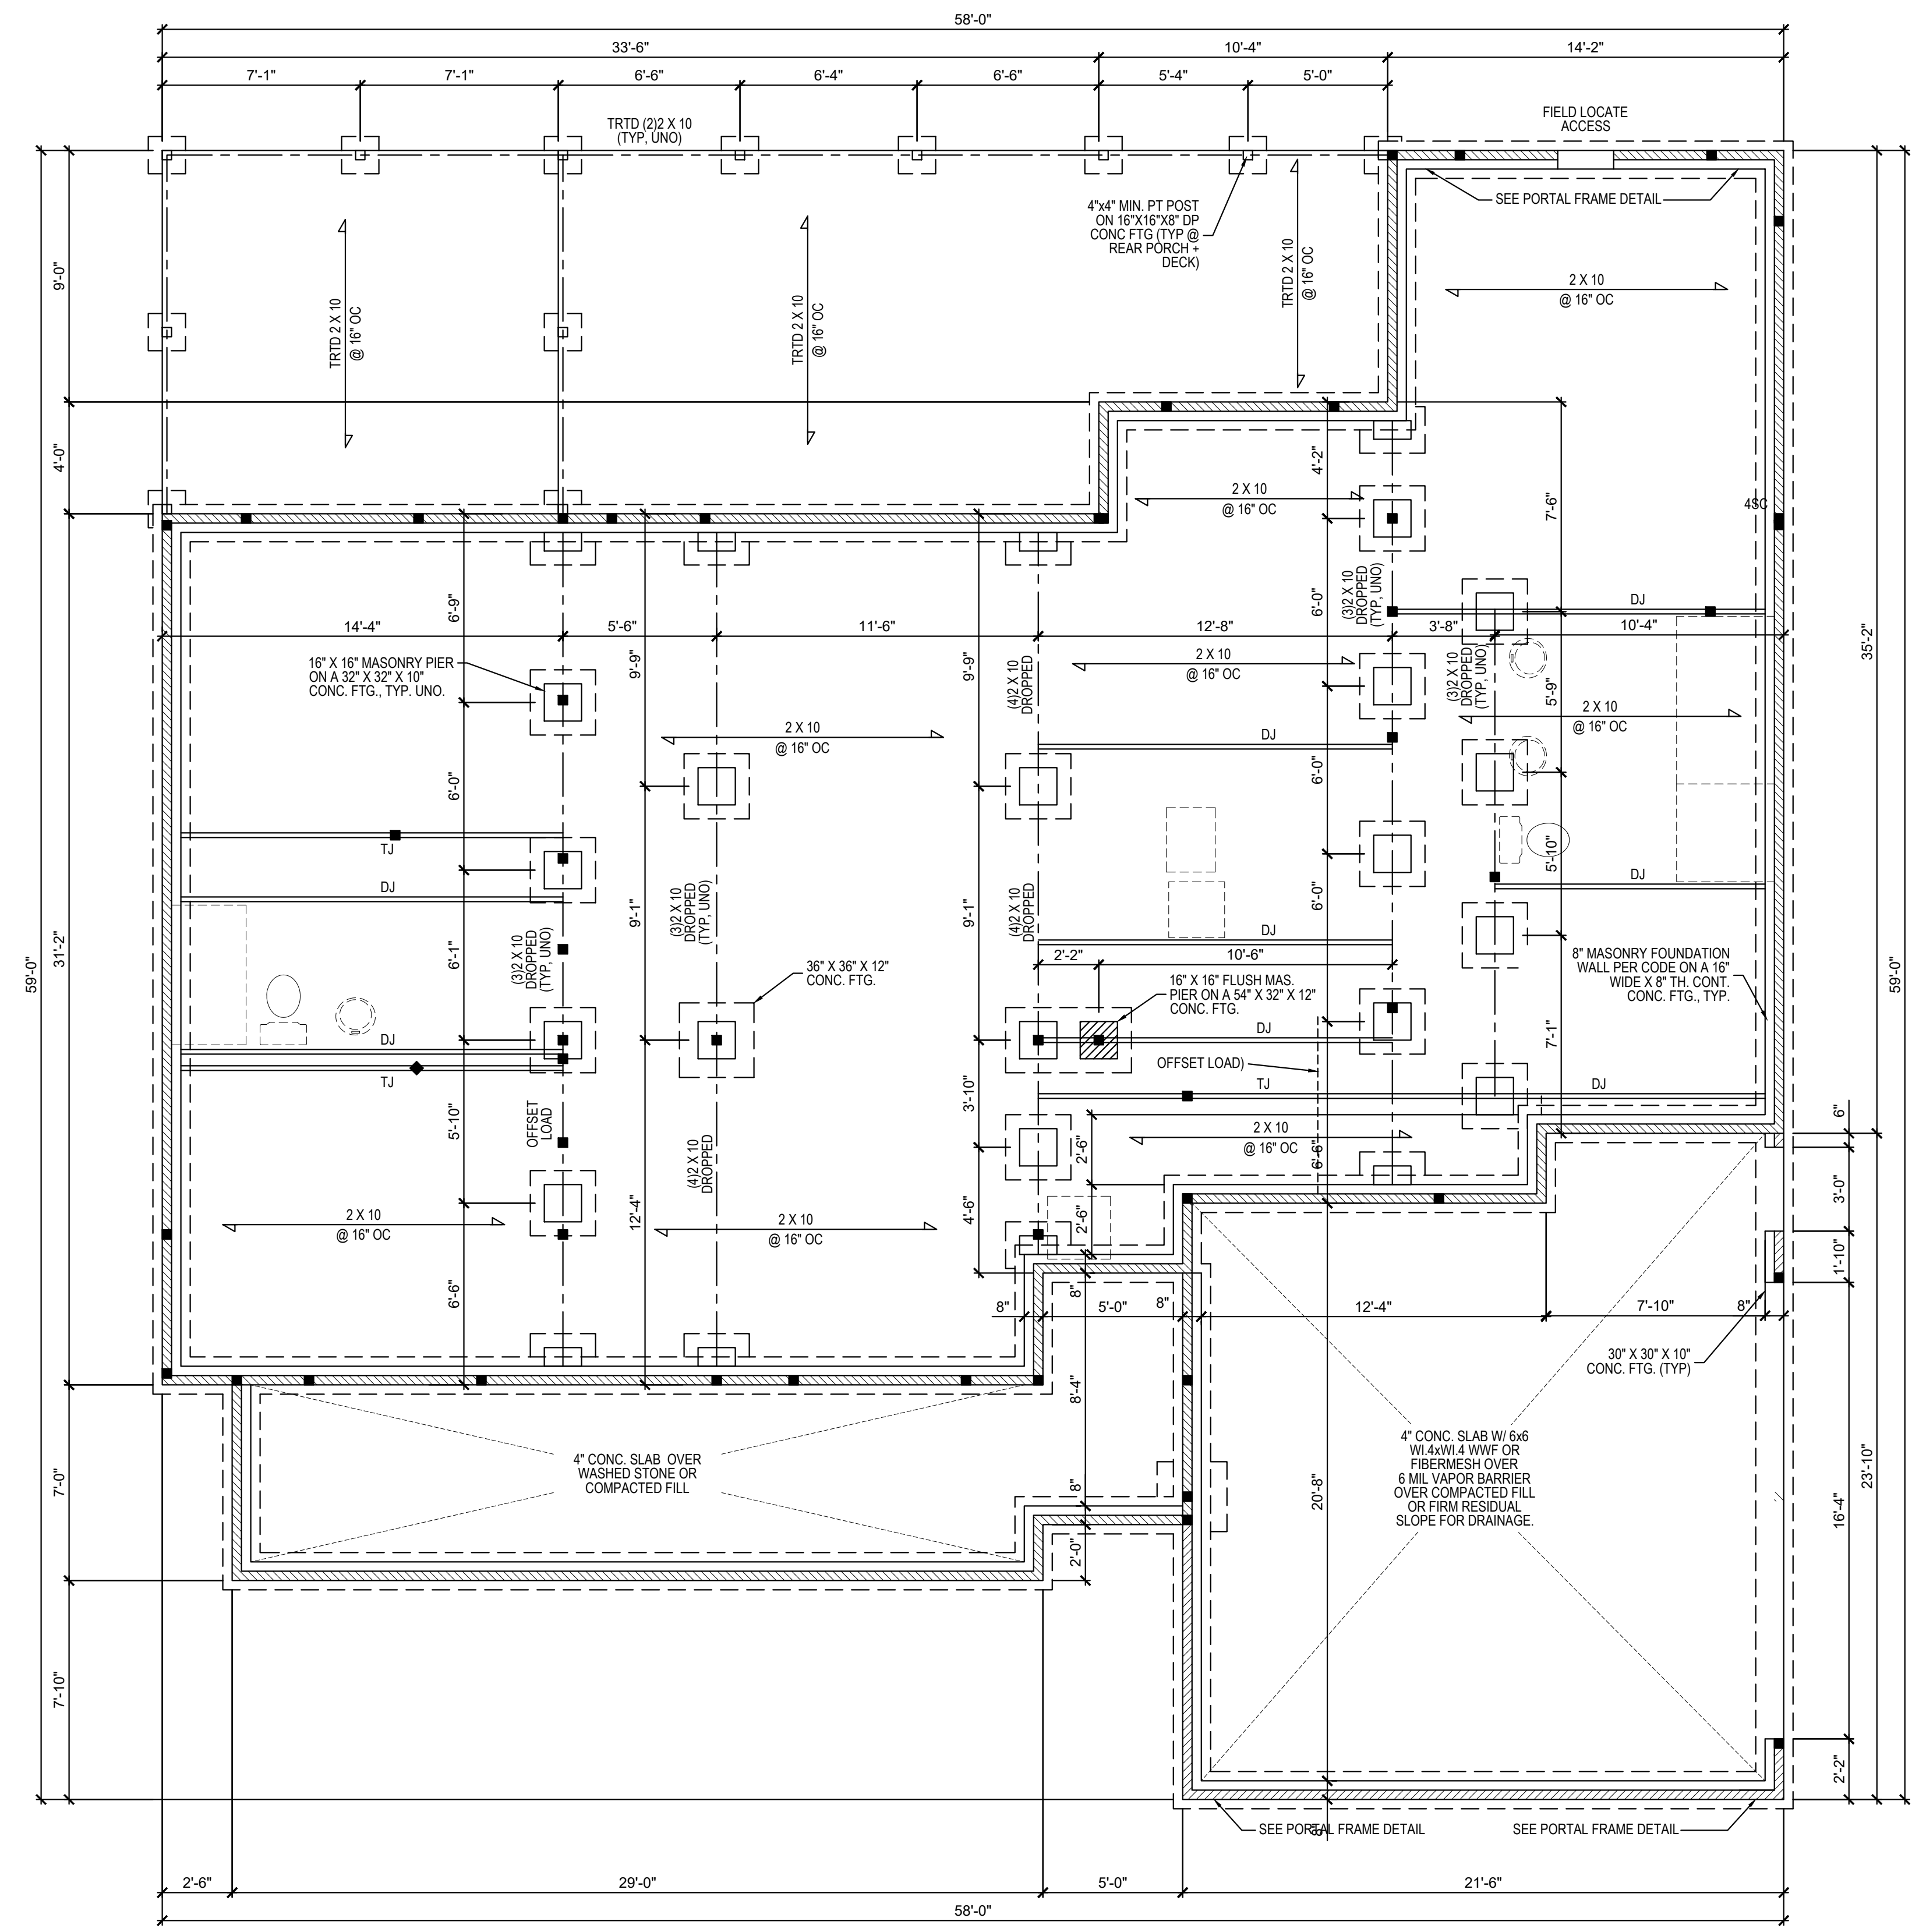 58'-0"
33'-6"
10'-4"
14'-2"
7'-1"
7'-1"
6'-6"
6'-4"
6'-6"
5'-4"
5'-0"
TRTD (2)2 X 10
(TYP, UNO)
FIELD LOCATE
ACCESS
SEE PORTAL FRAME DETAIL
4"x4" MIN. PT POST
ON 16"X16"X8" DP
CONC FTG (TYP @
REAR PORCH +
DECK)
TRTD 2 X 10
@ 16" OC
TRTD 2 X 10
@ 16" OC
TRTD 2 X 10
@ 16" OC
2 X 10
@ 16" OC
9'-0"
4'-0"
4'-2"
7'-6"
2 X 10
@ 16" OC
4SC
6'-9"
9'-9"
9'-9"
6'-0"
(3)2 X 10
DROPPED
(TYP, UNO)
DJ
14'-4"
5'-6"
11'-6"
12'-8"
3'-8"
10'-4"
35'-2"
16" X 16" MASONRY PIER
ON A 32" X 32" X 10"
CONC. FTG., TYP. UNO.
(4)2 X 10
DROPPED
2 X 10
@ 16" OC
(3)2 X 10
DROPPED
(TYP, UNO)
5'-9"
2 X 10
@ 16" OC
2 X 10
@ 16" OC
DJ
6'-0"
6'-0"
TJ
DJ
5'-10"
DJ
6'-0"
(3)2 X 10
DROPPED
(TYP, UNO)
9'-1"
(3)2 X 10
DROPPED
(TYP, UNO)
9'-1"
(4)2 X 10
DROPPED
6'-1"
DJ
31'-2"
59'-0"
59'-0"
2'-2"
10'-6"
36" X 36" X 12"
CONC. FTG.
16" X 16" FLUSH MAS.
PIER ON A 54" X 32" X 12"
CONC. FTG.
8" MASONRY FOUNDATION
WALL PER CODE ON A 16"
WIDE X 8" TH. CONT.
CONC. FTG., TYP.
DJ
TJ
DJ
7'-1"
OFFSET LOAD)
TJ
DJ
5'-10"
OFFSET
LOAD
3'-10"
2'-6"
2 X 10
@ 16" OC
6'-6"
6"
(4)2 X 10
DROPPED
12'-4"
4'-6"
2'-6"
3'-0"
1'-10"
2 X 10
@ 16" OC
2 X 10
@ 16" OC
6'-6"
8"
8"
5'-0"
8"
12'-4"
7'-10"
8"
30" X 30" X 10"
CONC. FTG. (TYP)
8'-4"
4" CONC. SLAB OVER
WASHED STONE OR
COMPACTED FILL
4" CONC. SLAB W/ 6x6
WI.4xWI.4 WWF OR
FIBERMESH OVER
6 MIL VAPOR BARRIER
OVER COMPACTED FILL
OR FIRM RESIDUAL
SLOPE FOR DRAINAGE.
7'-0"
8"
20'-8"
16'-4"
23'-10"
2'-0"
7'-10"
2'-2"
SEE PORTAL FRAME DETAIL
8"
SEE PORTAL FRAME DETAIL
2'-6"
29'-0"
5'-0"
21'-6"
58'-0"